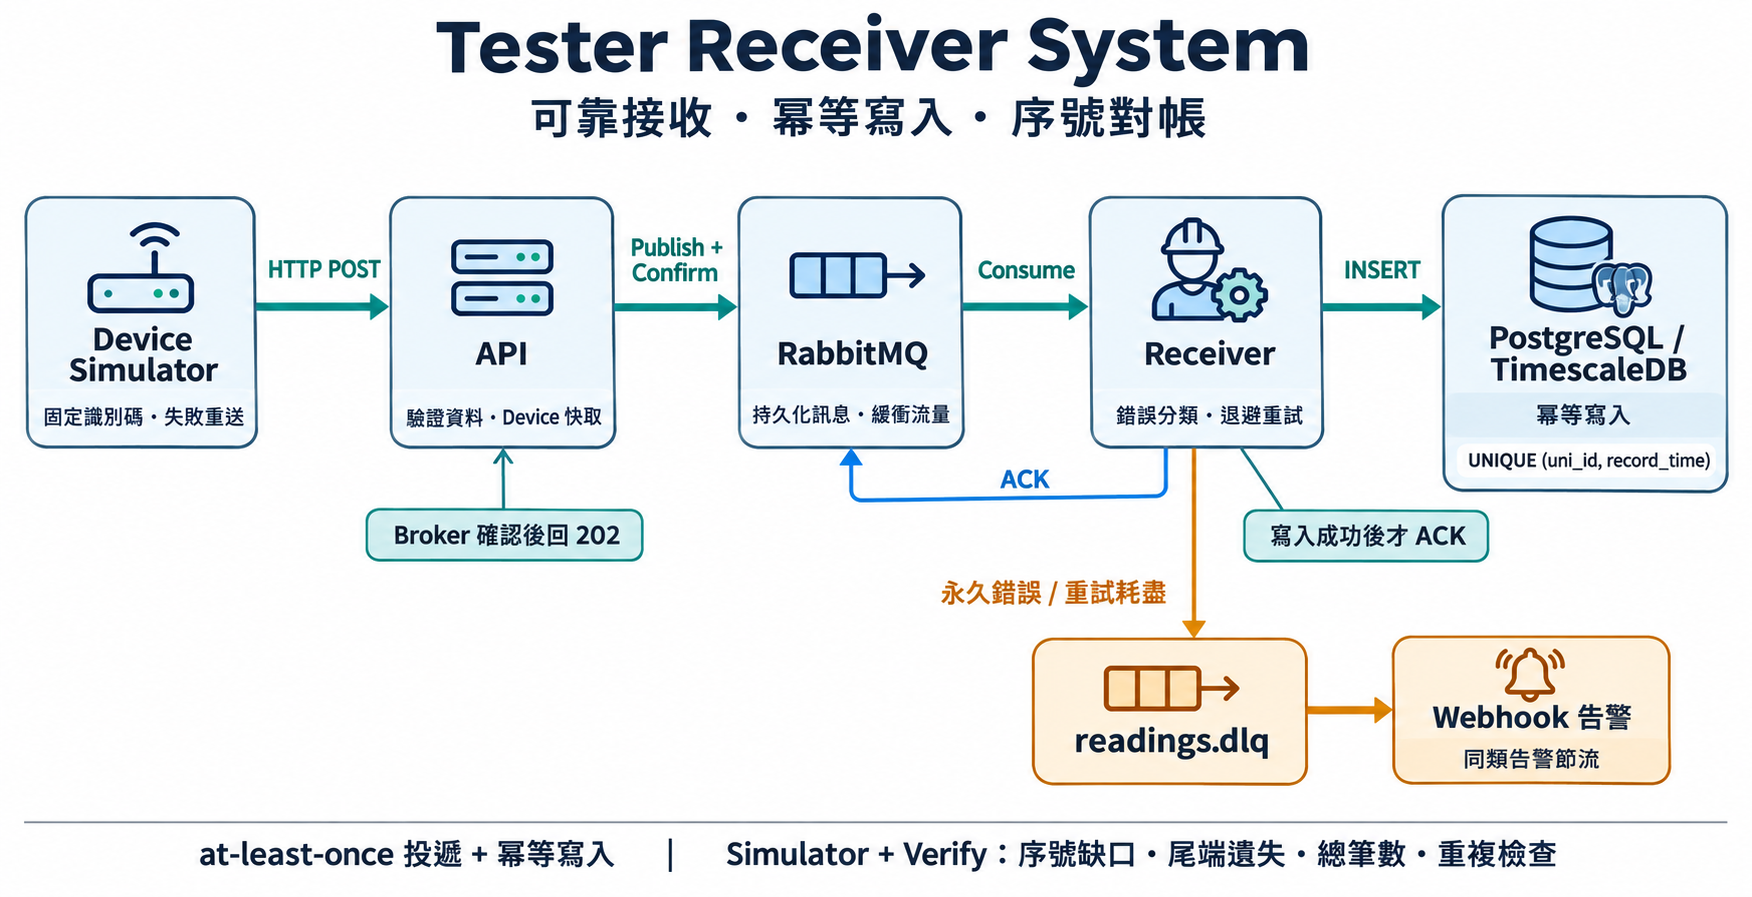 Tester Receiver System
可靠接收・冪等寫入・序號對帳
Device
Simulator
固定識別碼・失敗重送
HTTP POST
API
驗證資料・Device 快取
Publish +
Confirm
RabbitMQ
持久化訊息・緩衝流量
Consume
Receiver
錯誤分類・退避重試
INSERT
PostgreSQL /
TimescaleDB
冪等寫入
UNIQUE (uni_id, record_time)
ACK
Broker 確認後回 202
寫入成功後才 ACK
永久錯誤 / 重試耗盡
readings.dlq
Webhook 告警
同類告警節流
at-least-once 投遞 + 冪等寫入 | Simulator + Verify：序號缺口・尾端遺失・總筆數・重複檢查